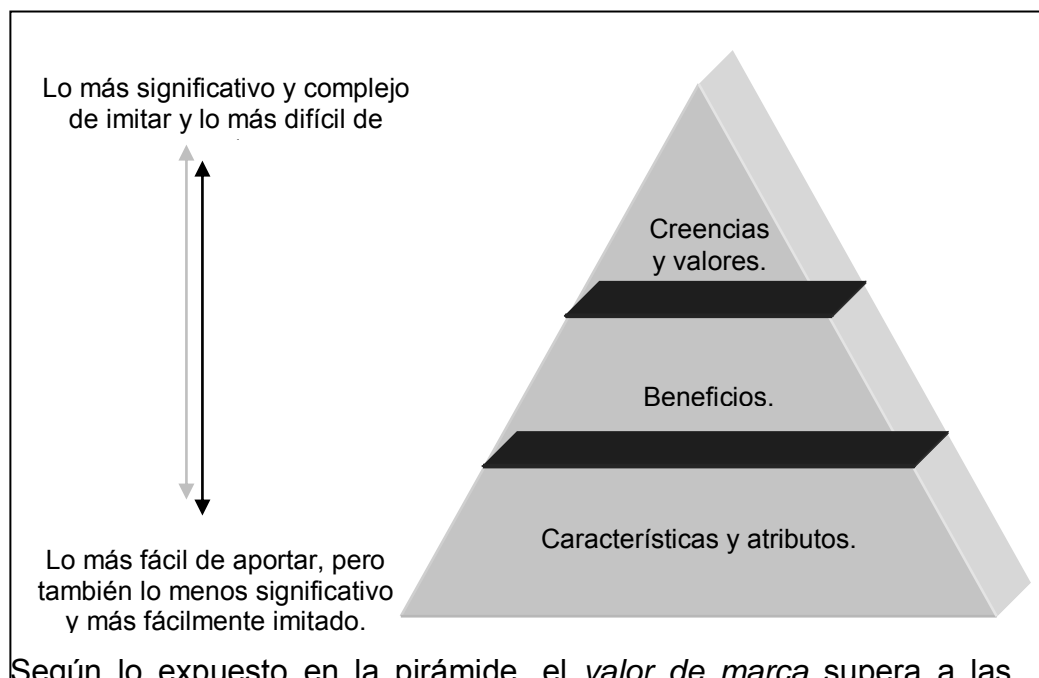 Lo más significativo y complejo
de imitar y lo más difícil de
Creencias
y valores.
Beneficios.
Características y atributos.
Lo más fácil de aportar, pero
también lo menos significativo
y más fácilmente imitado.
Según lo expuesto en la pirámide, el valor de marca supera a las